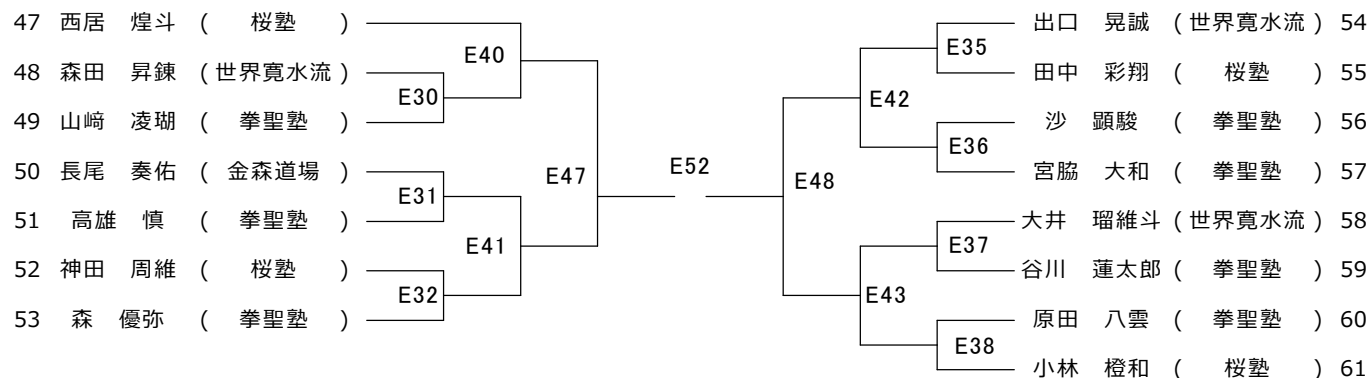 47 西居 煌斗 ( 桜塾 )
48 森田 昇錬 ( 世界寛水流 )
49 山﨑 凌瑚 ( 拳聖塾 )
50 長尾 奏佑 ( 金森道場 )
51 高雄 慎 ( 拳聖塾 )
52 神田 周維 ( 桜塾 )
53 森 優弥 ( 拳聖塾 )
E40
E30
E31
E41
E32
E47
E52
E48
E42
E35
E36
E43
E37
E38
出口 晃誠 ( 世界寛水流 ) 54
田中 彩翔 ( 桜塾 ) 55
沙 顕駿 ( 拳聖塾 ) 56
宮脇 大和 ( 拳聖塾 ) 57
大井 瑠維斗 ( 世界寛水流 ) 58
谷川 蓮太郎 ( 拳聖塾 ) 59
原田 八雲 ( 拳聖塾 ) 60
小林 橙和 ( 桜塾 ) 61